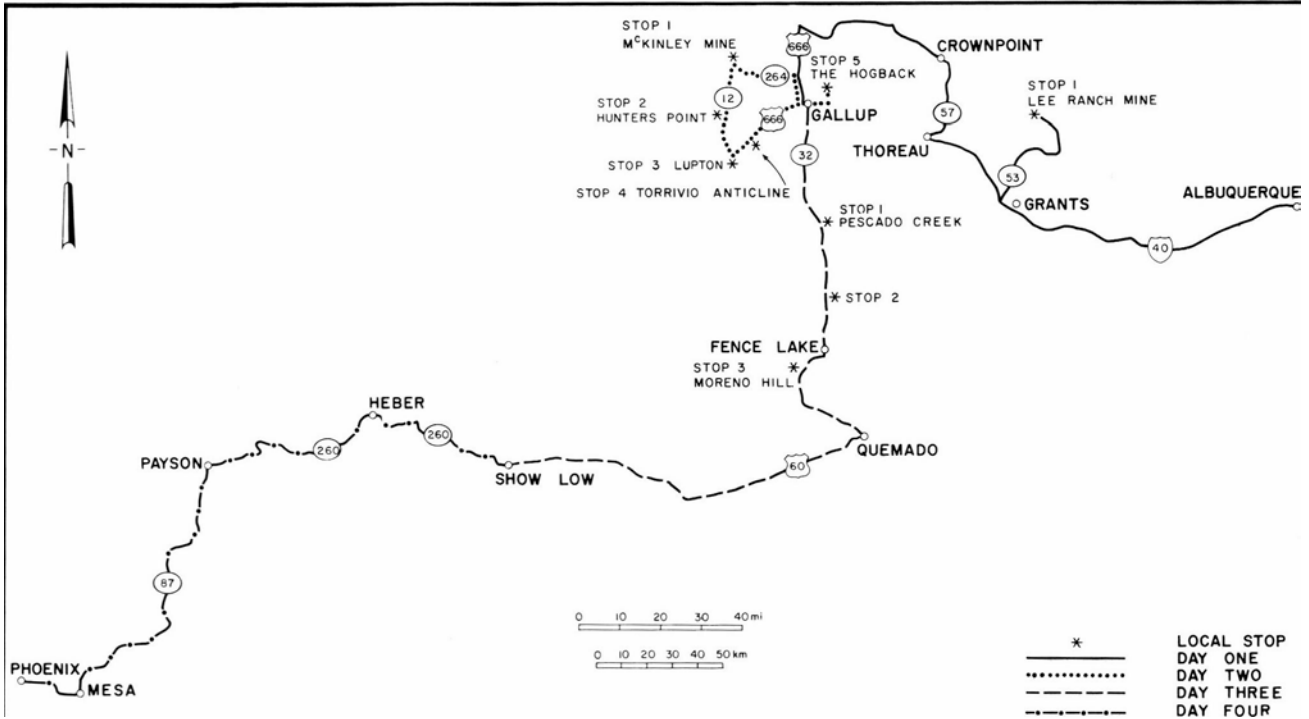 STOP 1
McKINLEY MINE
666
CROWNPOINT
STOP 5
THE HOGBACK
264
STOP 1
LEE RANCH MINE
12
STOP 2
HUNTERS POINT
666
GALLUP
57
THOREAU
32
STOP 3 LUPTON
53
STOP 4 TORRIVIO ANTICLINE
GRANTS
ALBUQUERQUE
N
STOP 1
PESCADO CREEK
40
STOP 2
FENCE LAKE
STOP 3
MORENO HILL
HEBER
260
260
QUEMADO
PAYSON
SHOW LOW
60
87
0 10 20 30 40 mi
0 10 20 30 40 50 km
PHOENIX
MESA
LOCAL STOP
DAY ONE
DAY TWO
DAY THREE
DAY FOUR